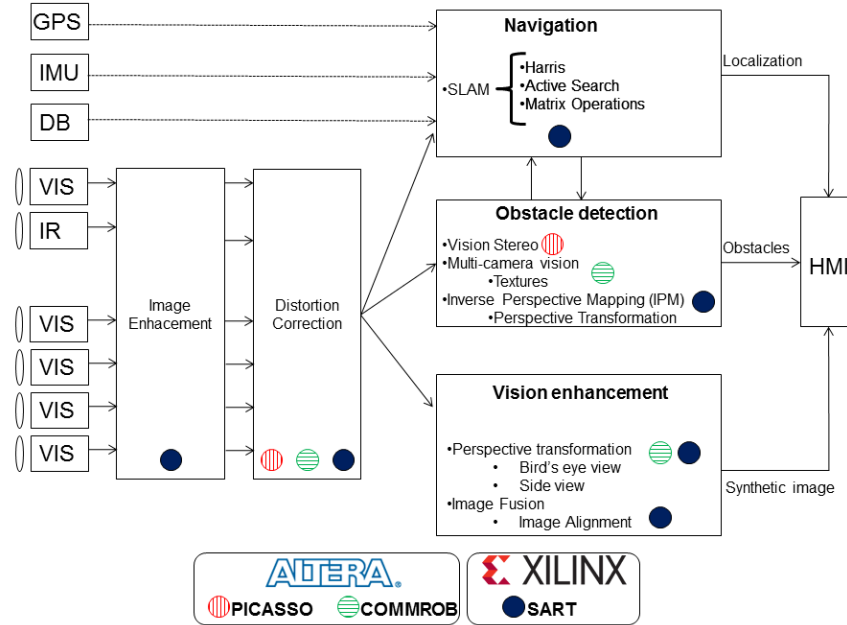 GPS
IMU
DB
VIS
IR
VIS
VIS
VIS
VIS
Image
Enhacement
Distortion
Correction
Navigation
•SLAM
•Harris
•Active Search
•Matrix Operations
Localization
Obstacle detection
•Vision Stereo
•Multi-camera vision
•Textures
•Inverse Perspective Mapping (IPM)
•Perspective Transformation
Obstacles
HMI
Vision enhancement
•Perspective transformation
• Bird's eye view
• Side view
•Image Fusion
• Image Alignment
Synthetic image
ALTERA®
PICASSO COMMROB
XILINX
SART